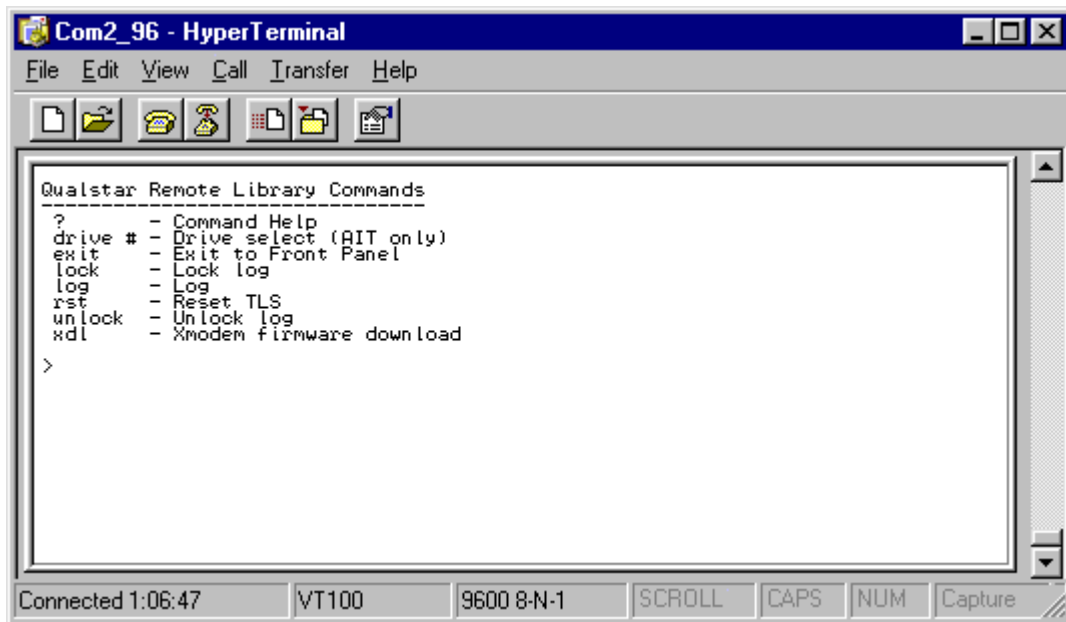 Com2_96 - HyperTerminal
File Edit View Call Transfer Help
Qualstar Remote Library Commands
--------------------------------
? - Command Help
drive # - Drive select (AIT only)
exit - Exit to Front Panel
lock - Lock log
log - Log
rst - Reset TLS
unlock - Unlock log
xdl - Xmodem firmware download
>
Connected 1:06:47 VT100 9600 8-N-1 SCROLL CAPS NUM Capture